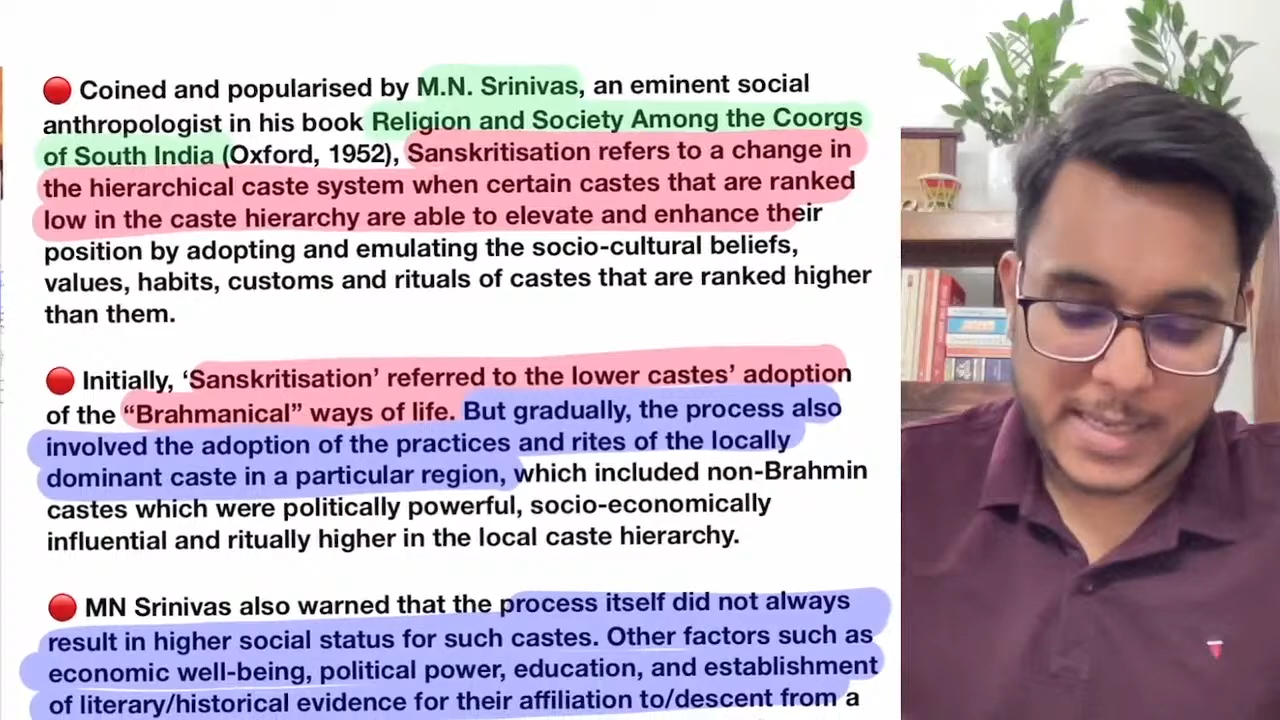 🔴 Coined and popularised by M.N. Srinivas, an eminent social
anthropologist in his book Religion and Society Among the Coorgs
of South India (Oxford, 1952), Sanskritisation refers to a change in
the hierarchical caste system when certain castes that are ranked
low in the caste hierarchy are able to elevate and enhance their
position by adopting and emulating the socio-cultural beliefs,
values, habits, customs and rituals of castes that are ranked higher
than them.
🔴 Initially, ‘Sanskritisation’ referred to the lower castes’ adoption
of the “Brahmanical” ways of life. But gradually, the process also
involved the adoption of the practices and rites of the locally
dominant caste in a particular region, which included non-Brahmin
castes which were politically powerful, socio-economically
influential and ritually higher in the local caste hierarchy.
🔴 MN Srinivas also warned that the process itself did not always
result in higher social status for such castes. Other factors such as
economic well-being, political power, education, and establishment
of literary/historical evidence for their affiliation to/descent from a